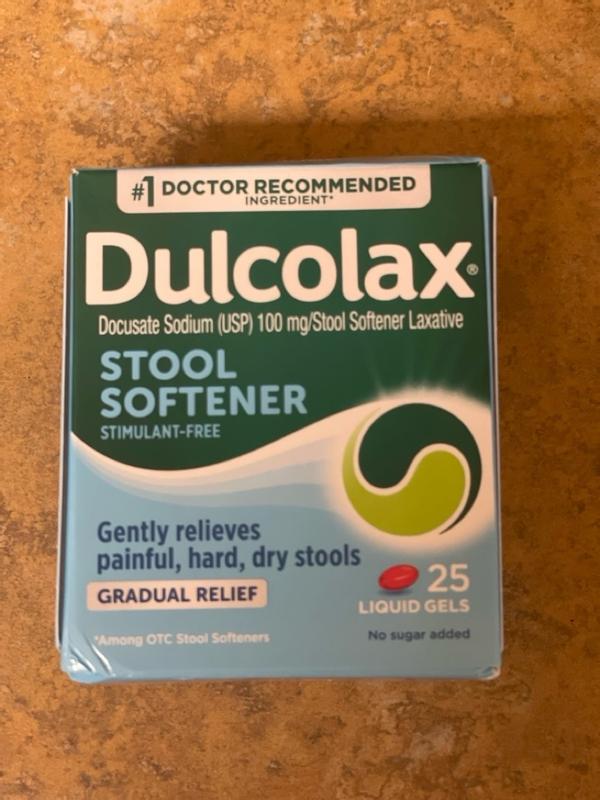 #1 DOCTOR RECOMMENDED
INGREDIENT*
Dulcolax®
Docusate Sodium (USP) 100 mg/Stool Softener Laxative
STOOL
SOFTENER
STIMULANT-FREE
Gently relieves
painful, hard, dry stools
GRADUAL RELIEF
25
LIQUID GELS
*Among OTC Stool Softeners
No sugar added